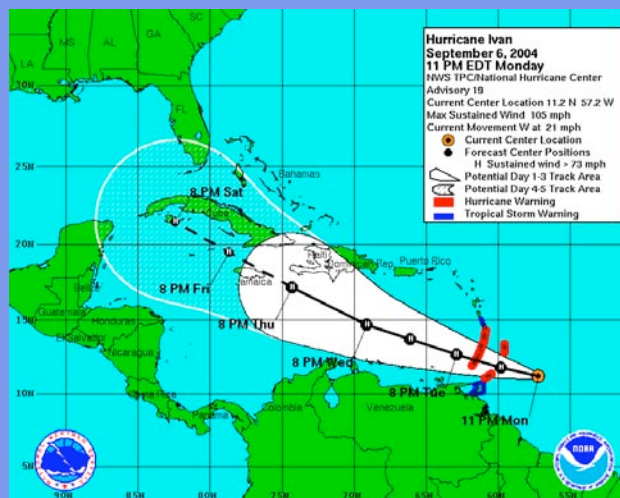 Hurricane Ivan
September 6, 2004
11 PM EDT Monday
NWS TPC/National Hurricane Center
Advisory 19
Current Center Location 11.2 N 57.2 W
Max Sustained Wind 105 mph
Current Movement W at 21 mph
Current Center Location
Forecast Center Positions
H Sustained wind > 73 mph
Potential Day 1-3 Track Area
Potential Day 4-5 Track Area
Hurricane Warning
Tropical Storm Warning
SC
MS
AL
GA
LA
30N
FL
25N
8 PM Sat
Bahamas
Cuba
20N
Haiti
Dominican Rep
Puerto Rico
8 PM Fri
Jamaica
Belize
Guatemala
Honduras
8 PM Thu
15N
El Salvador
Nicaragua
8 PM Wed
8 PM Tue
10N
Costa Rica
Panama
Colombia
Venezuela
11 PM Mon
5N
NOAA
90W
85W
80W
75W
70W
65W
60W